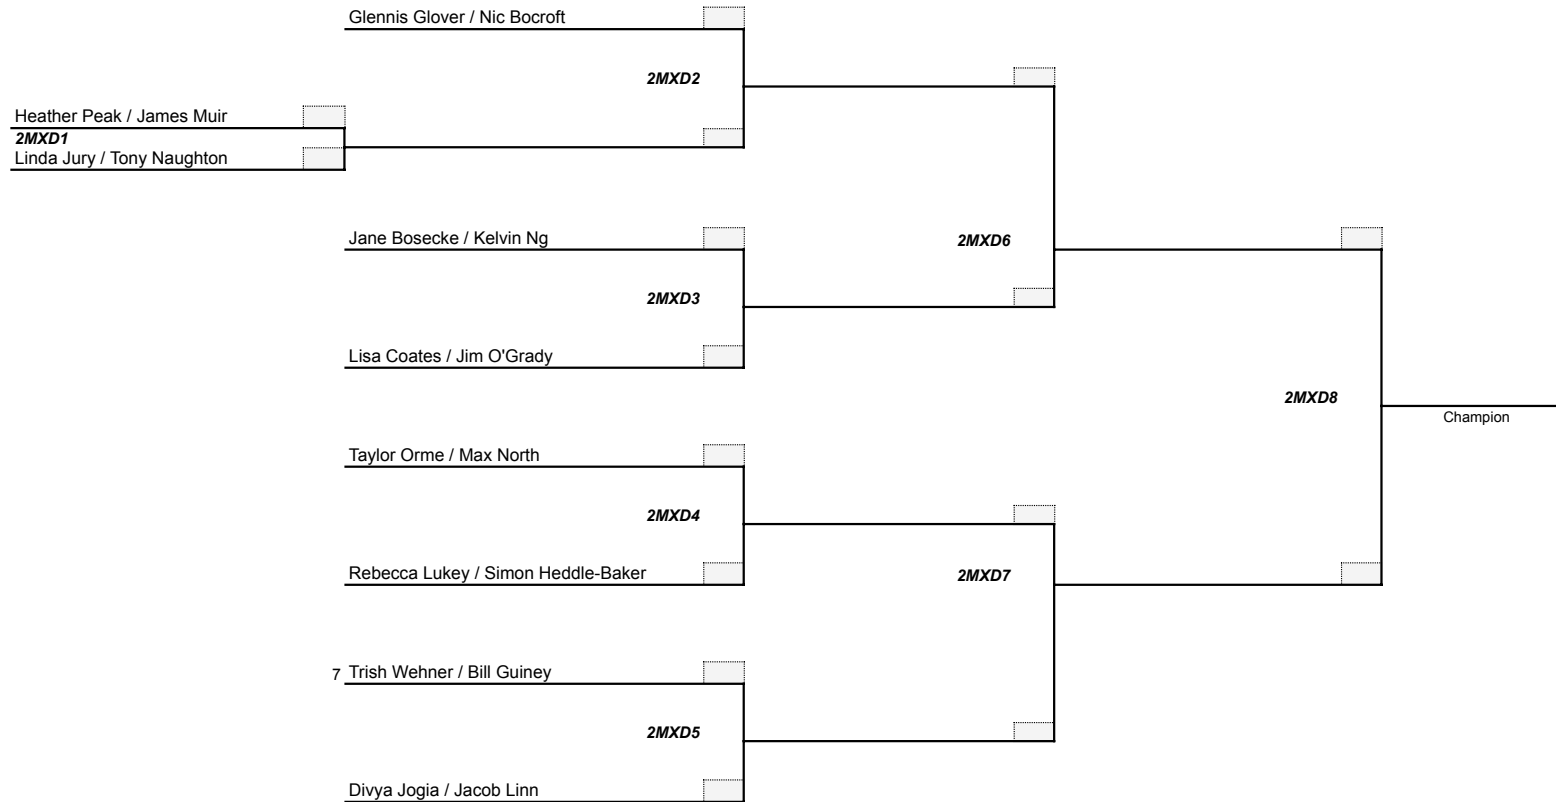 Glennis Glover / Nic Bocroft
2MXD2
Heather Peak / James Muir
2MXD1
Linda Jury / Tony Naughton
Jane Bosecke / Kelvin Ng
2MXD6
2MXD3
Lisa Coates / Jim O'Grady
2MXD8
Champion
Taylor Orme / Max North
2MXD4
Rebecca Lukey / Simon Heddle-Baker
2MXD7
7 Trish Wehner / Bill Guiney
2MXD5
Divya Jogia / Jacob Linn